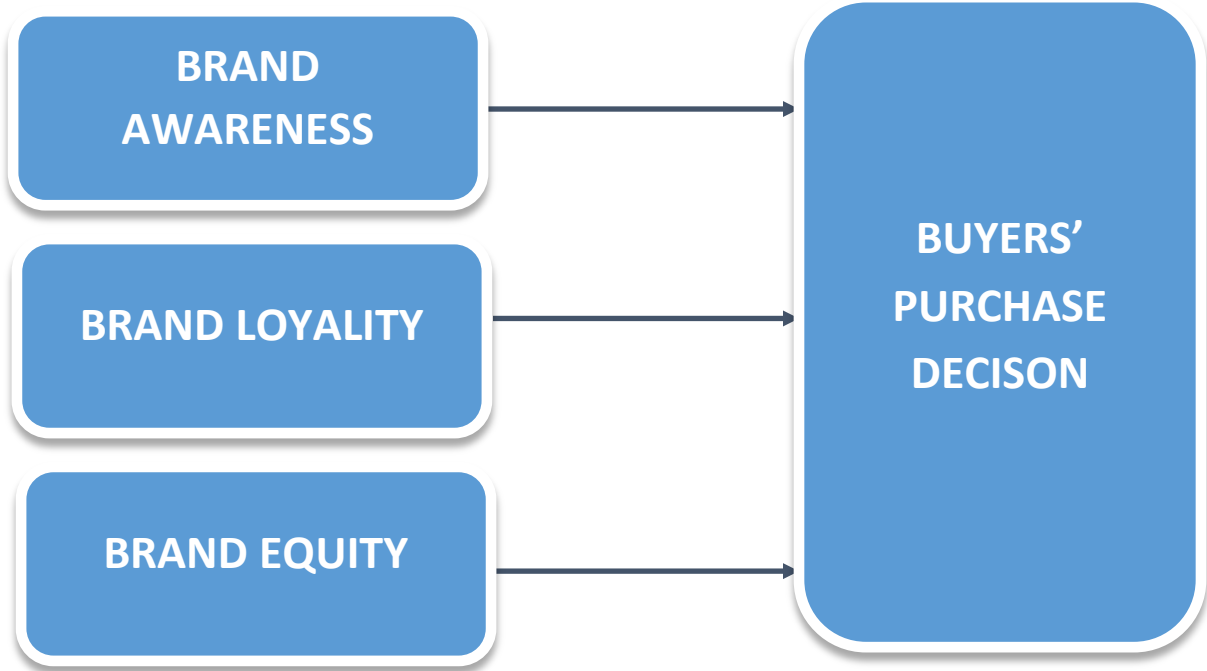 BRAND
AWARENESS
BRAND LOYALITY
BRAND EQUITY
BUYERS’
PURCHASE
DECISON